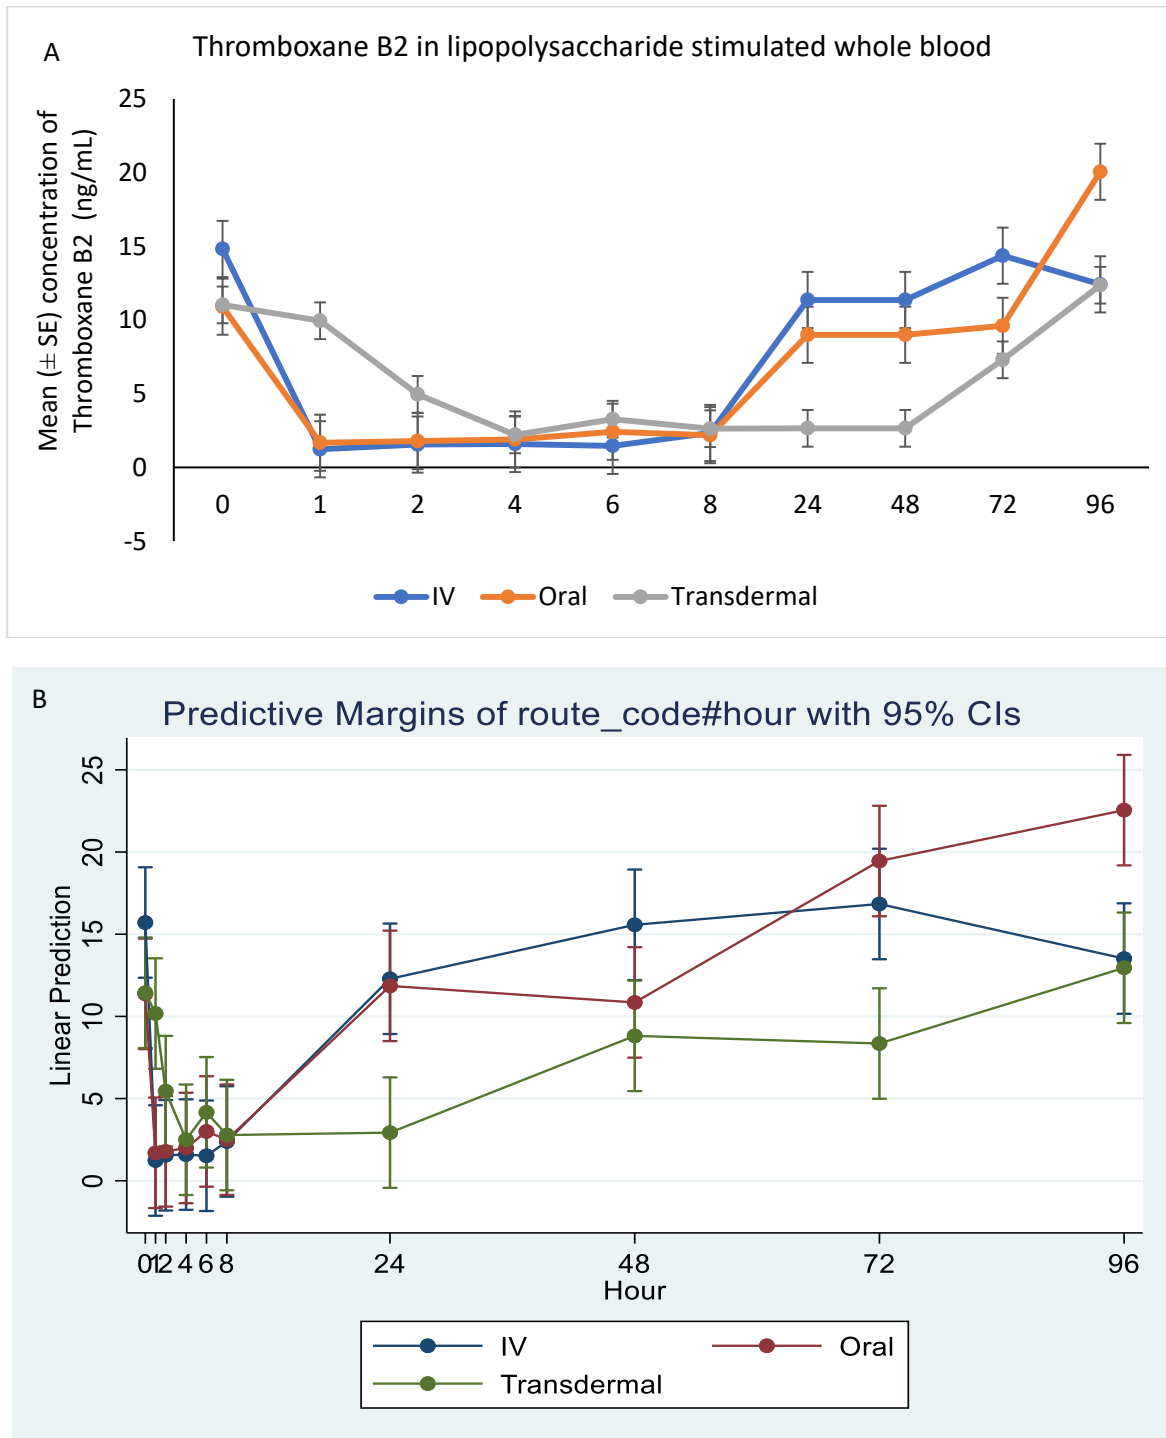 A
Thromboxane B2 in lipopolysaccharide stimulated whole blood
Mean (± SE) concentration of
Thromboxane B2 (ng/mL)
25
20
15
10
5
0
-5
0 1 2 4 6 8 24 48 72 96
IV Oral Transdermal
B
Predictive Margins of route_code#hour with 95% CIs
Linear Prediction
25
20
15
10
5
0
0 1 2 4 6 8 24 48 72 96
Hour
IV Oral
Transdermal